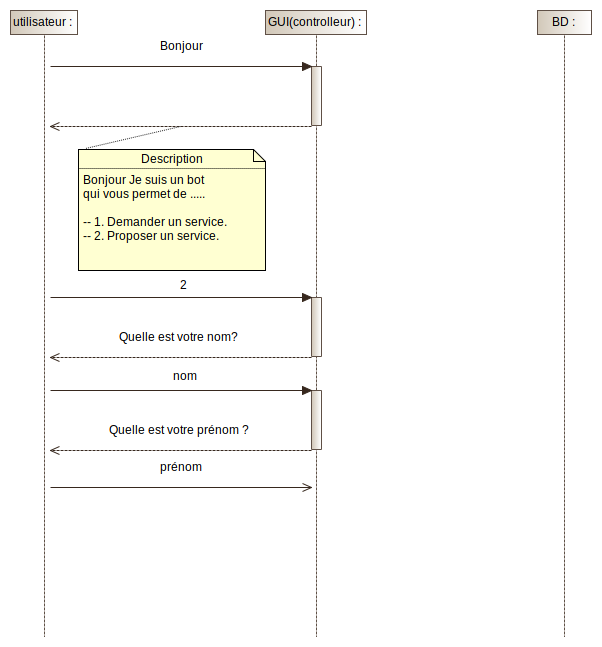 utilisateur :
GUI(controlleur) :
BD :
Bonjour
Description
Bonjour Je suis un bot
qui vous permet de .....
-- 1. Demander un service.
-- 2. Proposer un service.
2
Quelle est votre nom?
nom
Quelle est votre prénom ?
prénom